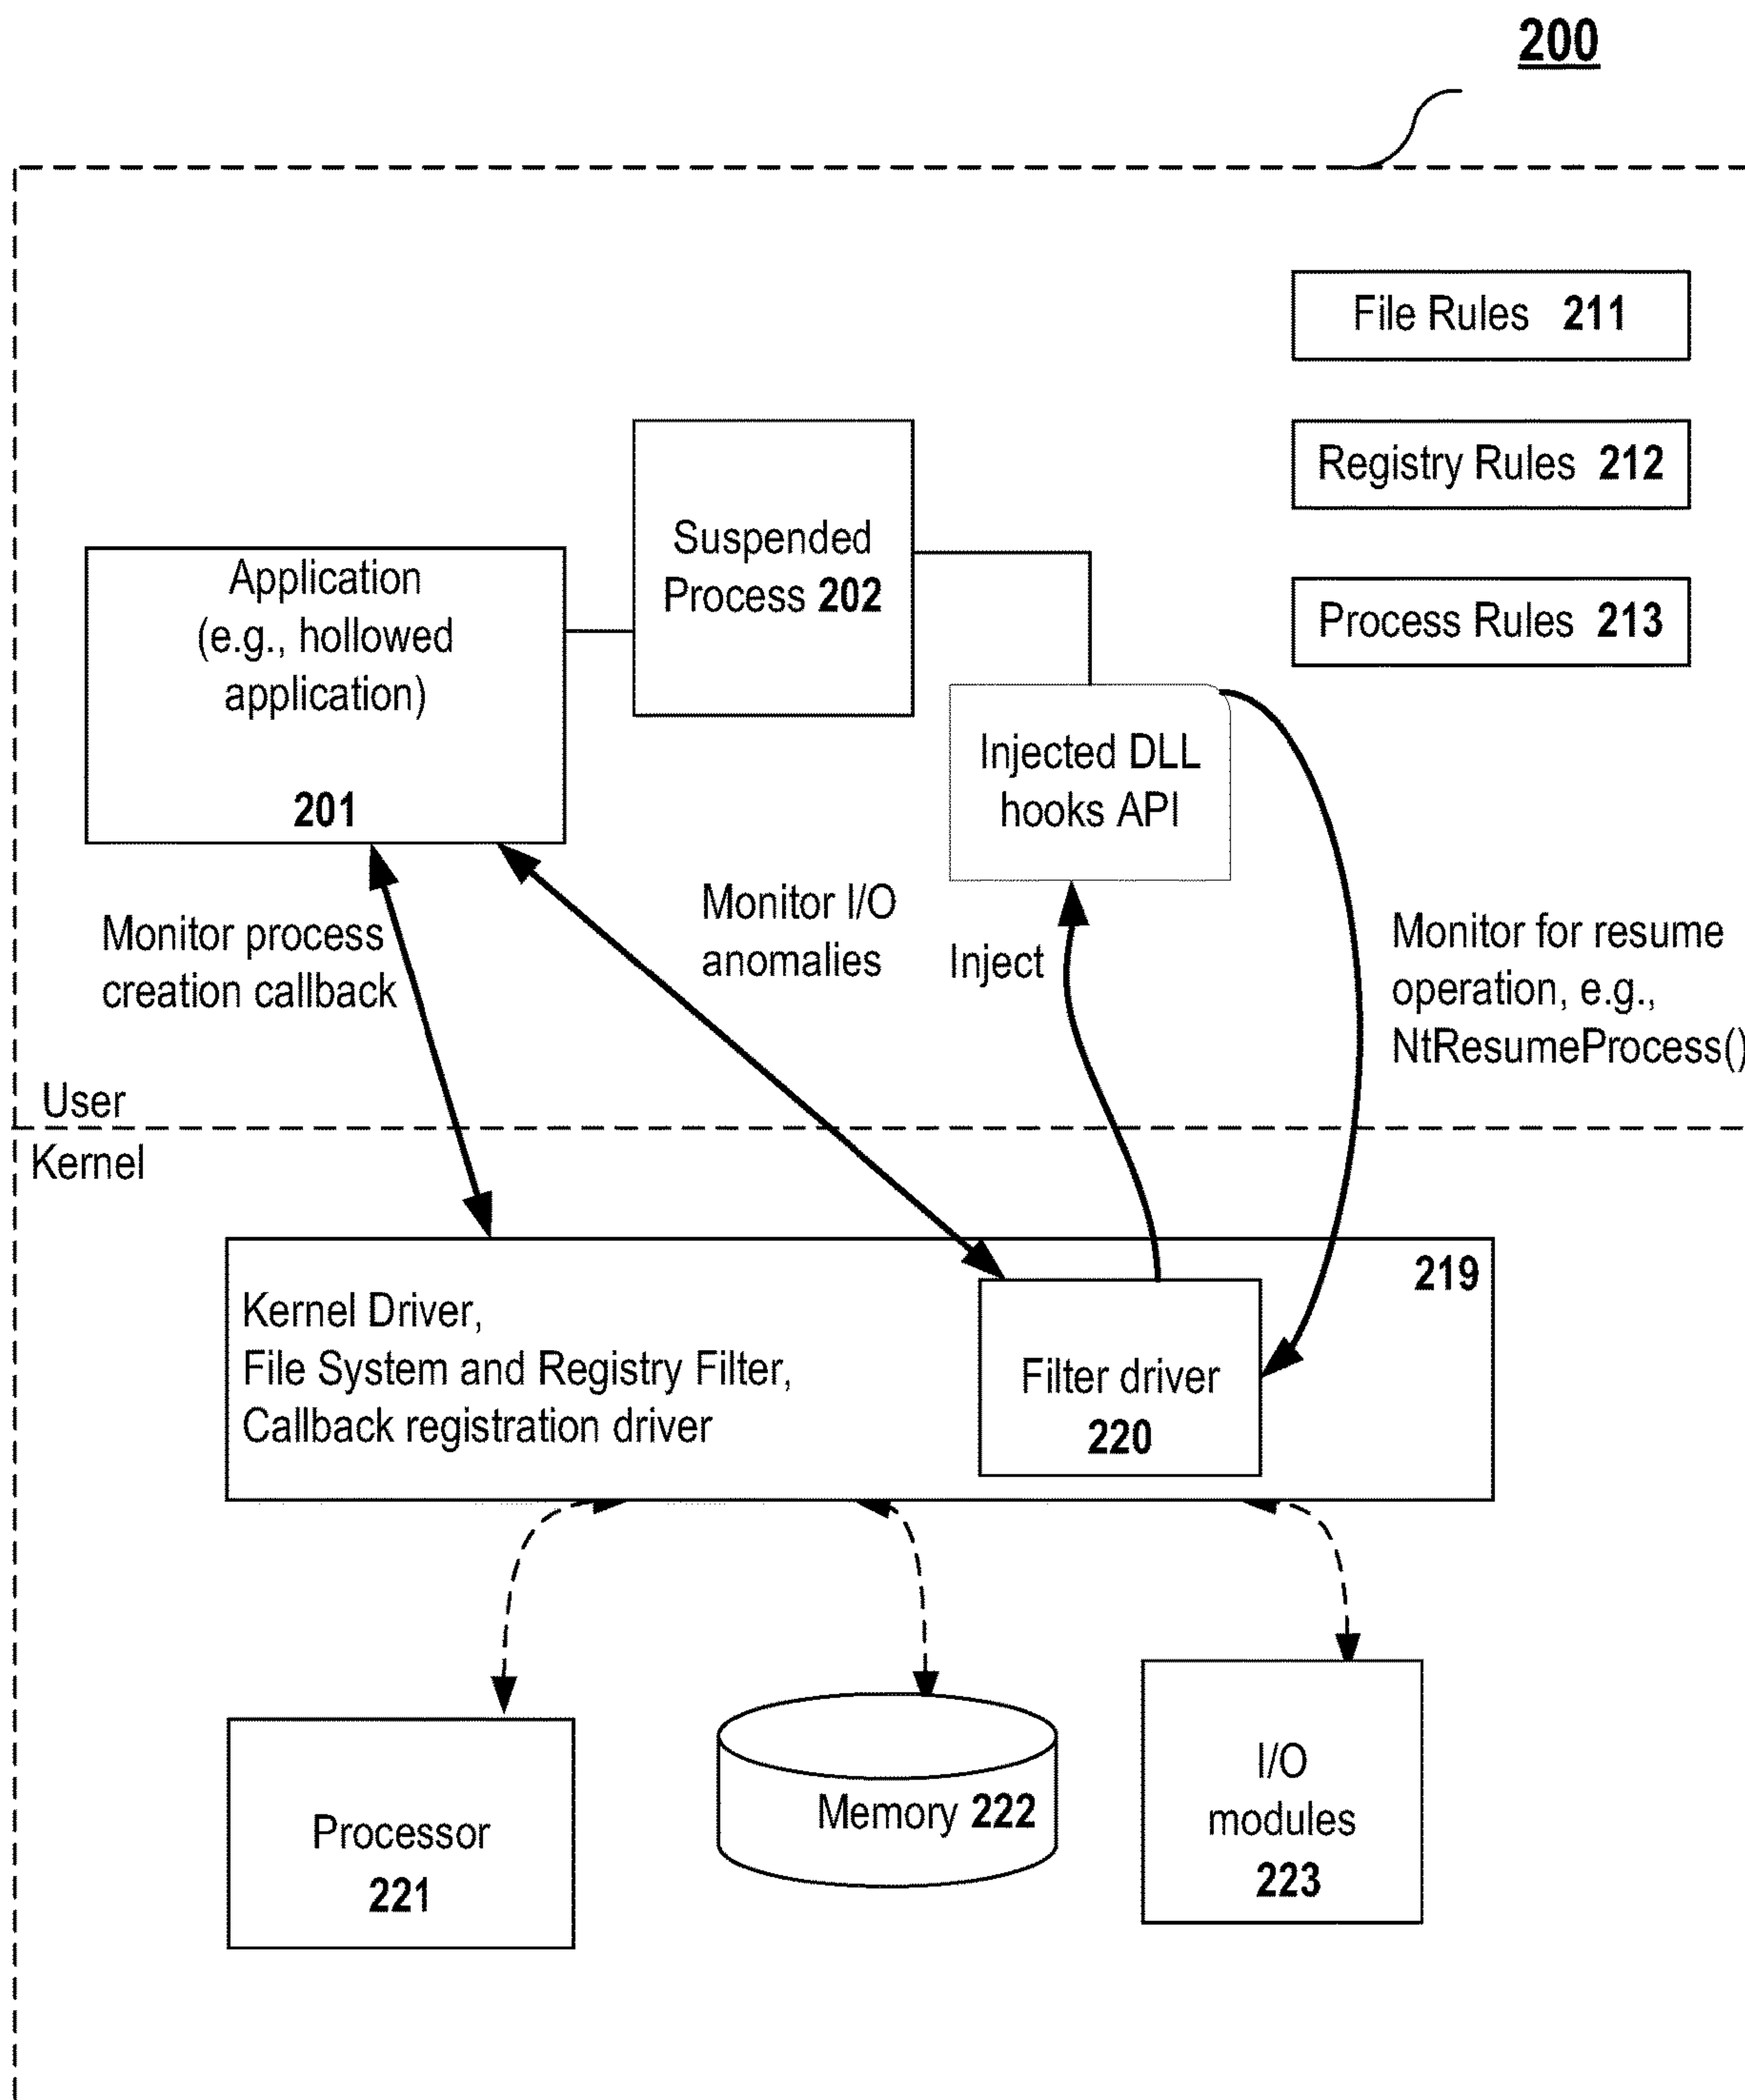 200
File Rules 211
Registry Rules 212
Process Rules 213
Suspended
Process 202
Application
(e.g., hollowed
application)
201
Injected DLL
hooks API
Monitor process
creation callback
Monitor I/O
anomalies
Inject
Monitor for resume
operation, e.g.,
NtResumeProcess()
User
Kernel
219
Kernel Driver,
File System and Registry Filter,
Callback registration driver
Filter driver
220
Processor
221
Memory 222
I/O
modules
223